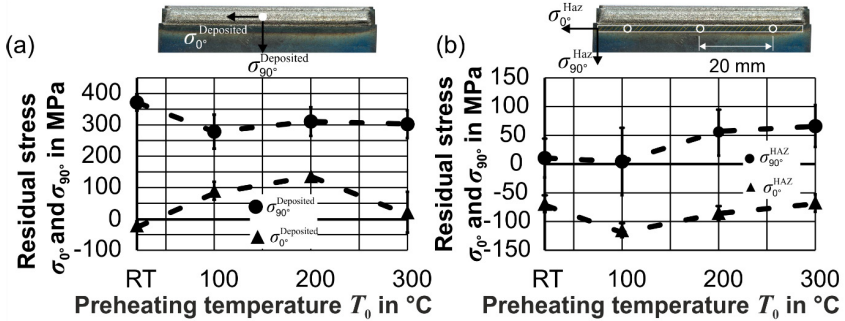 (a)
σ0° Deposited
σ90° Deposited
Residual stress
σ0° and σ90° in MPa
400
300
200
100
0
-100
σ90° Deposited
σ0° Deposited
RT 100 200 300
Preheating temperature T0 in °C
(b)
σ0° Haz
σ90° Haz
20 mm
Residual stress
σ0° and σ90° in MPa
150
100
50
0
-50
-100
-150
σ90° HAZ
σ0° HAZ
RT 100 200 300
Preheating temperature T0 in °C